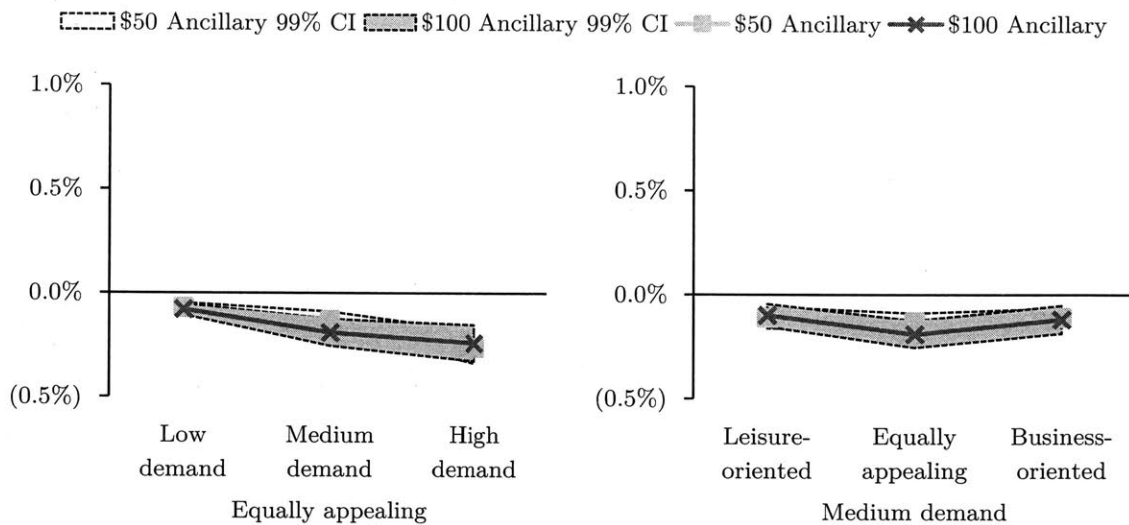 $50 Ancillary 99% CI $100 Ancillary 99% CI $50 Ancillary $100 Ancillary
1.0%
0.5%
0.0%
(0.5%)
Low demand
Medium demand
High demand
Equally appealing
1.0%
0.5%
0.0%
(0.5%)
Leisure-
oriented
Equally
appealing
Business-
oriented
Medium demand